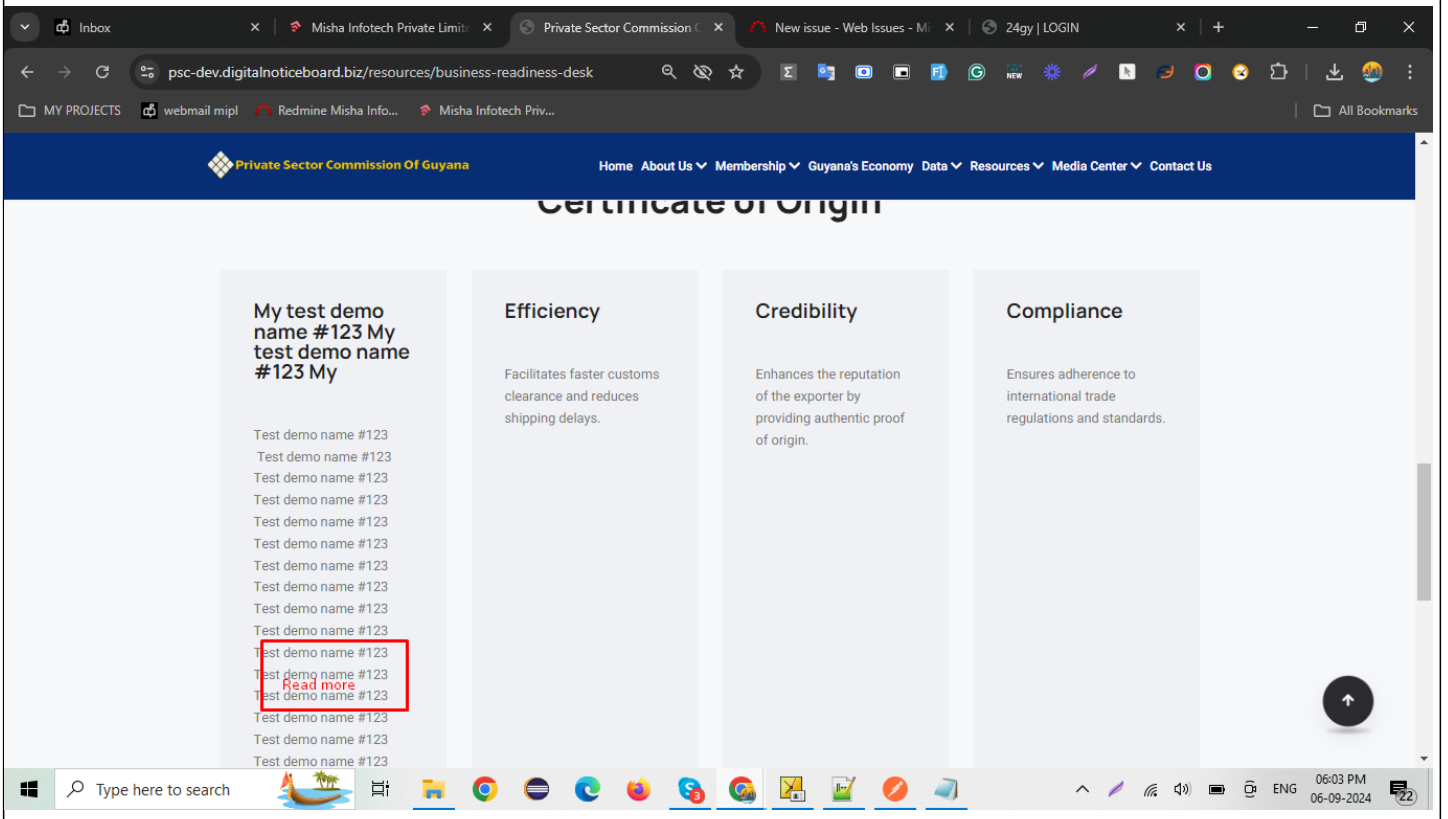 Inbox
Misha Infotech Private Limite
Private Sector Commission C
New issue - Web Issues - Mi
24gy | LOGIN
psc-dev.digitalnoticeboard.biz/resources/business-readiness-desk
NEW
MY PROJECTS
webmail mipl
Redmine Misha Info...
Misha Infotech Priv...
All Bookmarks
Private Sector Commission Of Guyana
Home About Us Membership Guyana's Economy Data Resources Media Center Contact Us
Certificate of Origin
My test demo
name #123 My
test demo name
#123 My
Test demo name #123
Test demo name #123
Test demo name #123
Test demo name #123
Test demo name #123
Test demo name #123
Test demo name #123
Test demo name #123
Test demo name #123
Test demo name #123
Test demo name #123
Test demo name #123
Read more
Test demo name #123
Test demo name #123
Test demo name #123
Test demo name #123
Efficiency
Facilitates faster customs
clearance and reduces
shipping delays.
Credibility
Enhances the reputation
of the exporter by
providing authentic proof
of origin.
Compliance
Ensures adherence to
international trade
regulations and standards.
Type here to search
3
ENG
06:03 PM
06-09-2024
22